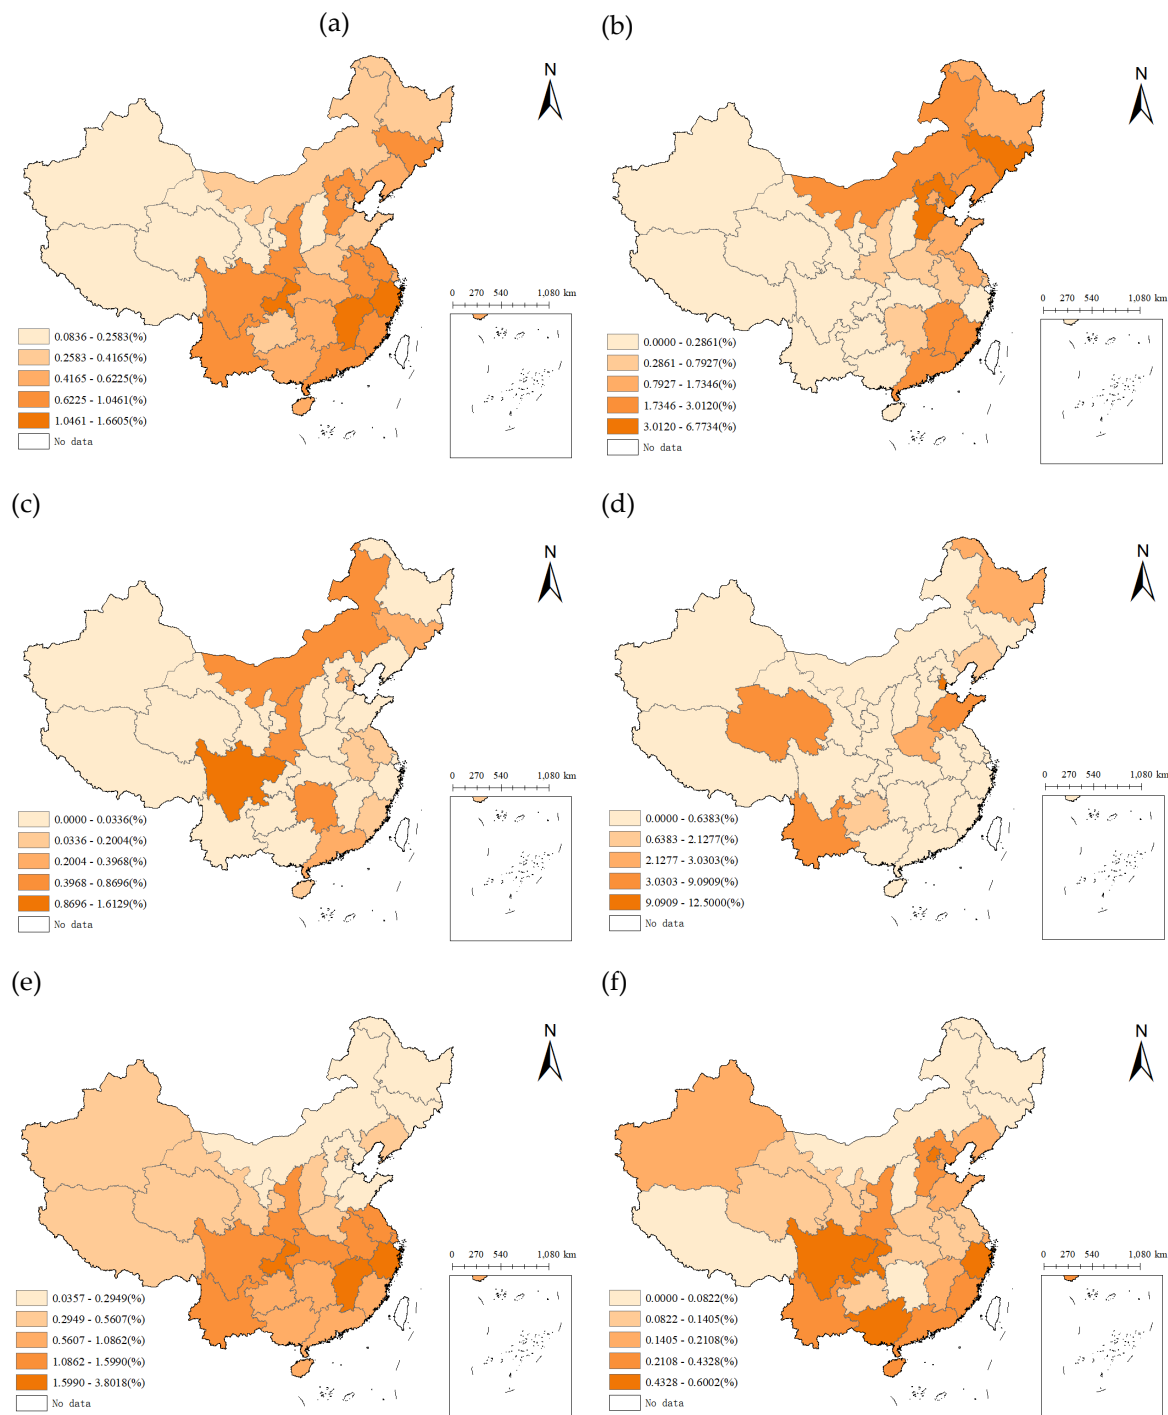 (a)
(b)
N
N
0 270 540 1,080 km
0 270 540 1,080 km
0.0836 - 0.2583(%)
0.2583 - 0.4165(%)
0.4165 - 0.6225(%)
0.6225 - 1.0461(%)
1.0461 - 1.6605(%)
No data
0.0000 - 0.2861(%)
0.2861 - 0.7927(%)
0.7927 - 1.7346(%)
1.7346 - 3.0120(%)
3.0120 - 6.7734(%)
No data
(c)
(d)
N
N
0 270 540 1,080 km
0 270 540 1,080 km
0.0000 - 0.0336(%)
0.0336 - 0.2004(%)
0.2004 - 0.3968(%)
0.3968 - 0.8696(%)
0.8696 - 1.6129(%)
No data
0.0000 - 0.6383(%)
0.6383 - 2.1277(%)
2.1277 - 3.0303(%)
3.0303 - 9.0909(%)
9.0909 - 12.5000(%)
No data
(e)
(f)
N
N
0 270 540 1,080 km
0 270 540 1,080 km
0.0357 - 0.2949(%)
0.2949 - 0.5607(%)
0.5607 - 1.0862(%)
1.0862 - 1.5990(%)
1.5990 - 3.8018(%)
No data
0.0000 - 0.0822(%)
0.0822 - 0.1405(%)
0.1405 - 0.2108(%)
0.2108 - 0.4328(%)
0.4328 - 0.6002(%)
No data